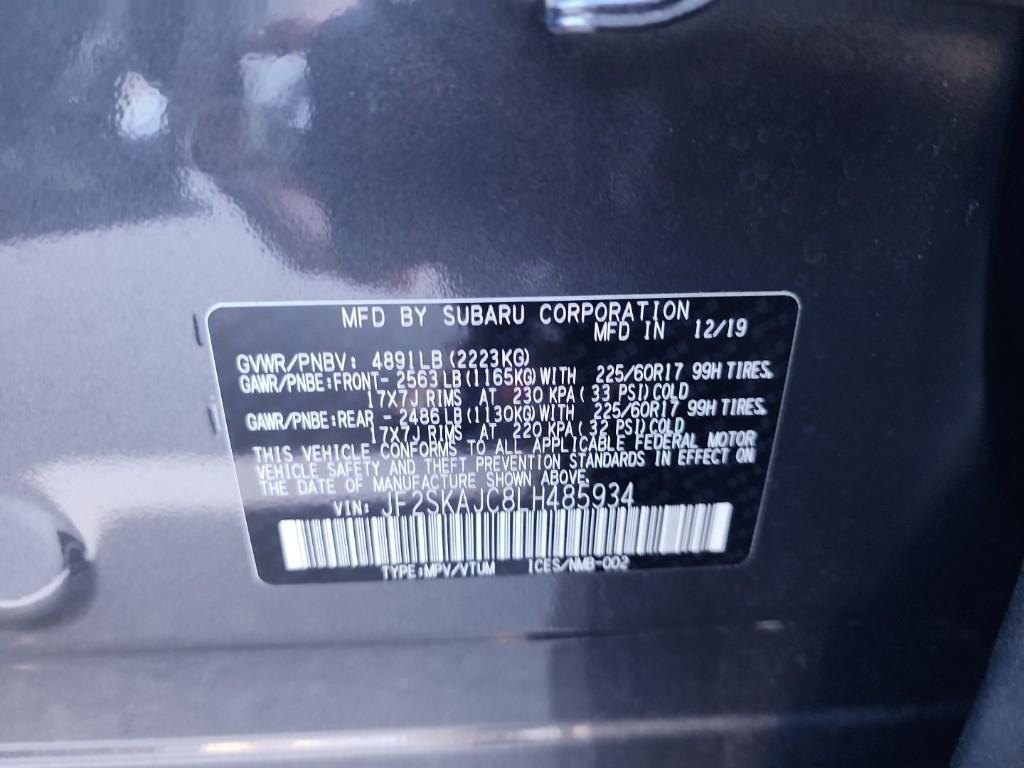 MFD BY SUBARU CORPORATION
MFD IN 12/19
GVWR/PNBV: 4891LB (2223KG)
GAWR/PNBE:FRONT- 2563LB(1165KG)WITH 225/60R17 99H TIRES,
17X7J RIMS AT 230 KPA(33 PSI)COLD
GAWR/PNBE:REAR - 2486LB(1130KG)WITH 225/60R17 99H TIRES,
17X7J RIMS AT 220 KPA(32 PSI)COLD
THIS VEHICLE CONFORMS TO ALL APPLICABLE FEDERAL MOTOR
VEHICLE SAFETY AND THEFT PREVENTION STANDARDS IN EFFECT ON
THE DATE OF MANUFACTURE SHOWN ABOVE.
VIN: JF2SKAJC8LH485934
TYPE:MPV/VTUM ICES/NMB-002